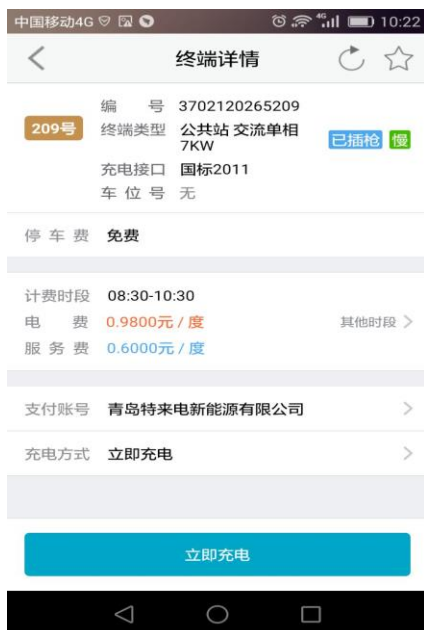 中国移动4G 4G 10:22
终端详情
209号
编 号 3702120265209
终端类型 公共站 交流单相
7KW
已插枪 慢
充电接口 国标2011
车 位 号 无
停 车 费 免费
计费时段 08:30-10:30
电 费 0.9800元 / 度 其他时段
服 务 费 0.6000元 / 度
支付账号 青岛特来电新能源有限公司
充电方式 立即充电
立即充电